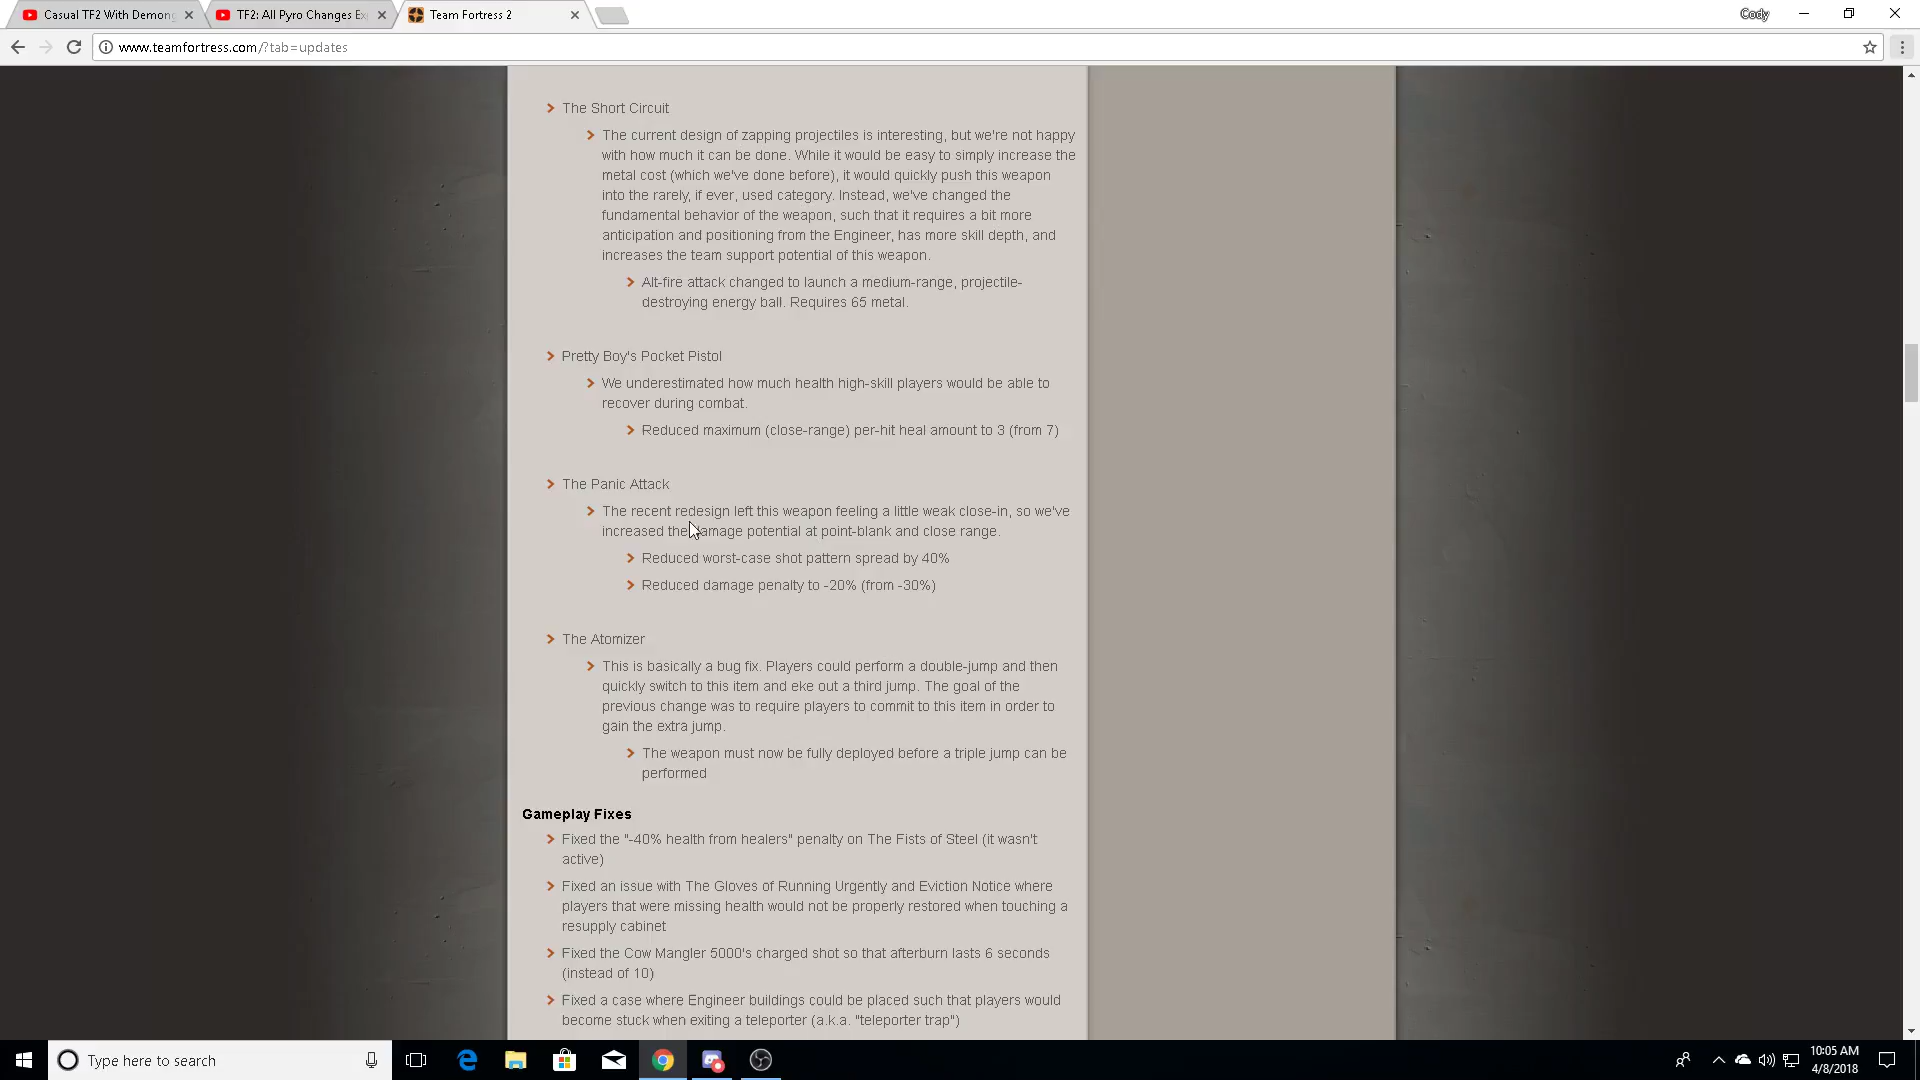 Casual TF2 With Demon
TF2: All Pyro Changes Ex
Team Fortress 2
Cody
www.teamfortress.com/?tab=updates
The Short Circuit
The current design of zapping projectiles is interesting, but we're not happy
with how much it can be done. While it would be easy to simply increase the
metal cost (which we've done before), it would quickly push this weapon
into the rarely, if ever, used category. Instead, we've changed the
fundamental behavior of the weapon, such that it requires a bit more
anticipation and positioning from the Engineer, has more skill depth, and
increases the team support potential of this weapon.
Alt-fire attack changed to launch a medium-range, projectile-
destroying energy ball. Requires 65 metal.
Pretty Boy's Pocket Pistol
We underestimated how much health high-skill players would be able to
recover during combat.
Reduced maximum (close-range) per-hit heal amount to 3 (from 7)
The Panic Attack
The recent redesign left this weapon feeling a little weak close-in, so we've
increased the damage potential at point-blank and close range.
Reduced worst-case shot pattern spread by 40%
Reduced damage penalty to -20% (from -30%)
The Atomizer
This is basically a bug fix. Players could perform a double-jump and then
quickly switch to this item and eke out a third jump. The goal of the
previous change was to require players to commit to this item in order to
gain the extra jump.
The weapon must now be fully deployed before a triple jump can be
performed
Gameplay Fixes
Fixed the "-40% health from healers" penalty on The Fists of Steel (it wasn't
active)
Fixed an issue with The Gloves of Running Urgently and Eviction Notice where
players that were missing health would not be properly restored when touching a
resupply cabinet
Fixed the Cow Mangler 5000's charged shot so that afterburn lasts 6 seconds
(instead of 10)
Fixed a case where Engineer buildings could be placed such that players would
become stuck when exiting a teleporter (a.k.a. "teleporter trap")
Type here to search
10:05 AM
4/8/2018